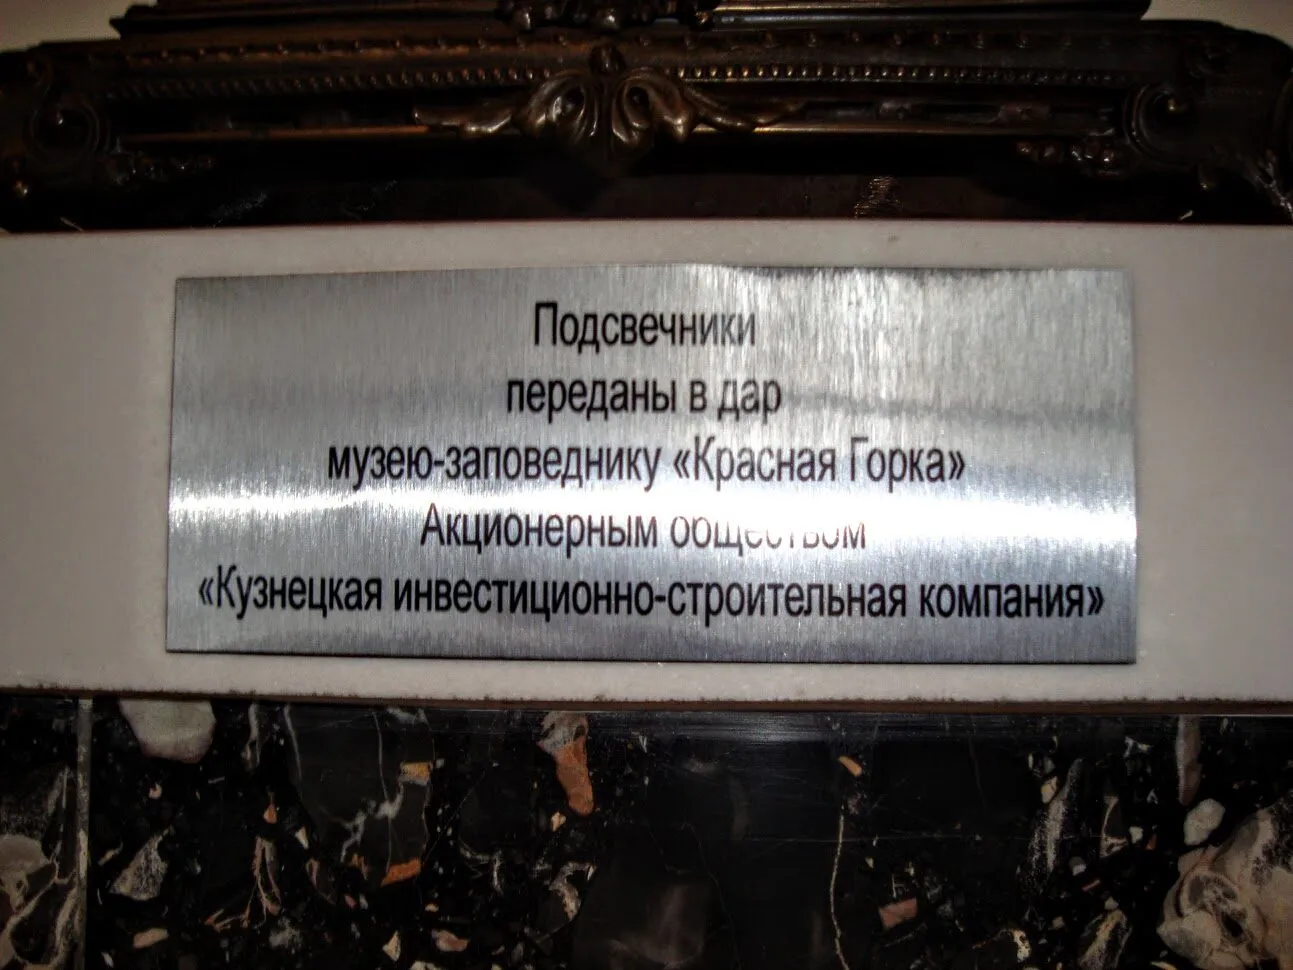 Подсвечники
переданы в дар
музею-заповеднику «Красная Горка»
Акционерным обществом
«Кузнецкая инвестиционно-строительная компания»